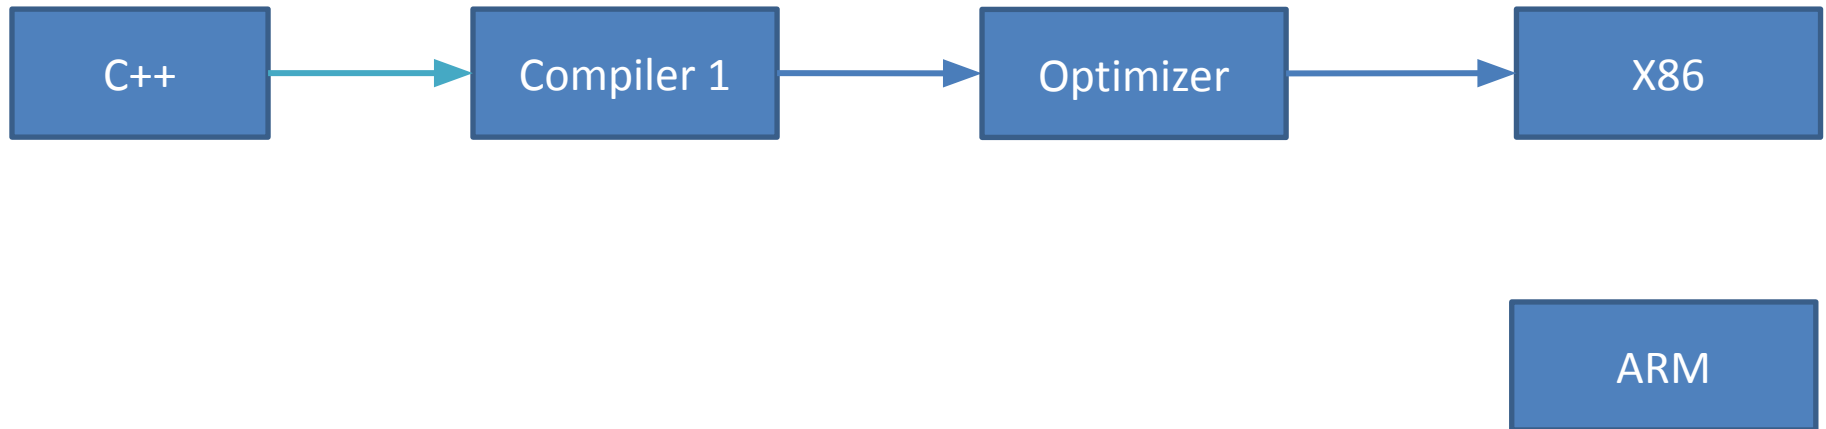 C++
Compiler 1
Optimizer
X86
ARM